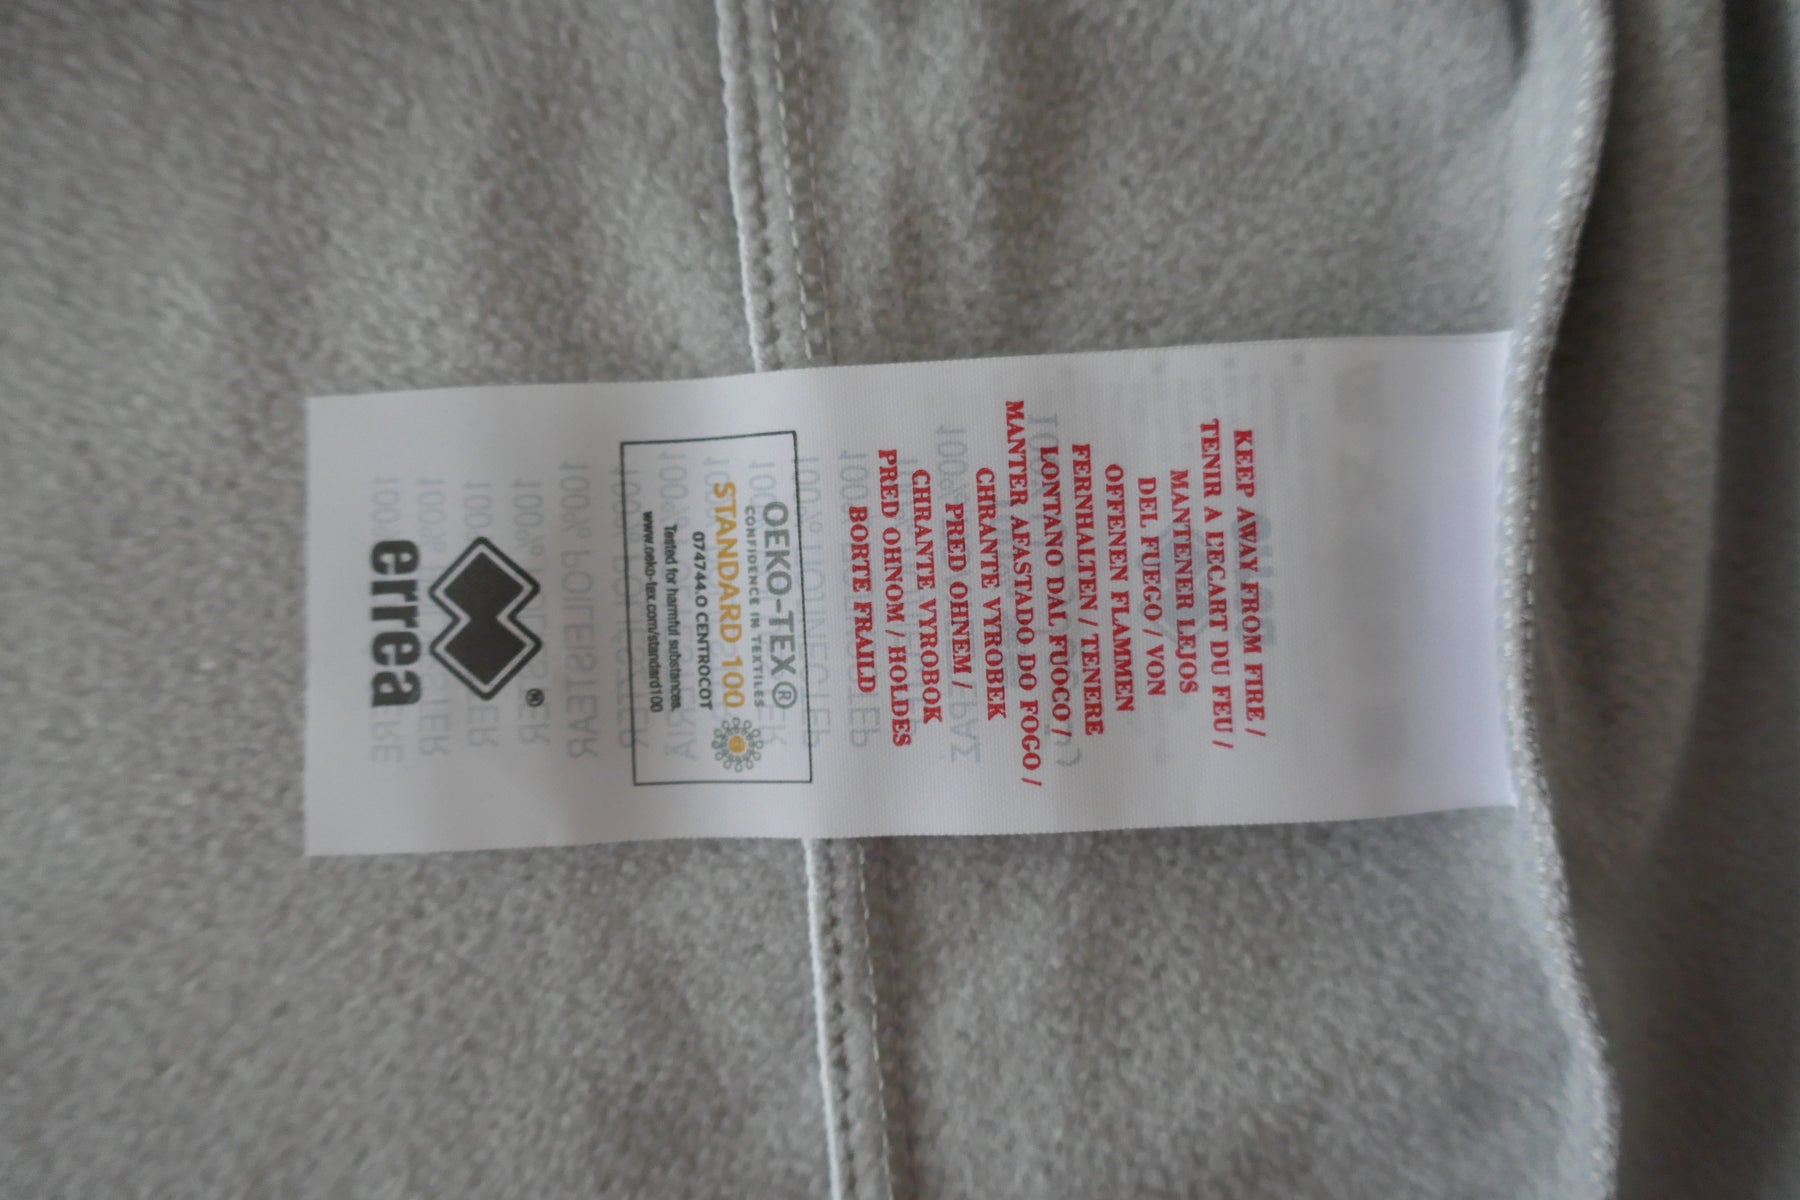 KEEP AWAY FROM FIRE /
TENIR A L'ECART DU FEU /
MANTENER LEJOS
DEL FUEGO / VON
OFFENEN FLAMMEN
FERNHALTEN / TENERE
LONTANO DAL FUOCO /
MANTER AFASTADO DO FOGO /
CHRANTE VYROBEK
PRED OHNEM /
CHRANTE VYROBOK
PRED OHNOM / HOLDES
BORTE FRAILD
OEKO-TEX®
CONFIDENCE IN TEXTILES
STANDARD 100
074744.0 CENTROCOT
Tested for harmful substances.
www.oeko-tex.com/standard100
®
errea